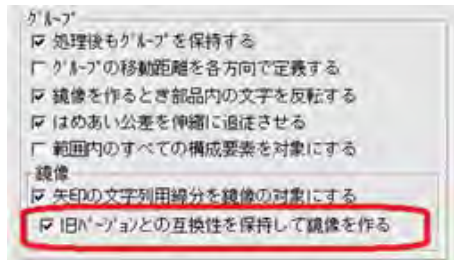 ｸﾞﾙｰﾌﾟ
処理後もｸﾞﾙｰﾌﾟを保持する
ｸﾞﾙｰﾌﾟの移動距離を各方向で定義する
鏡像を作るとき部品内の文字を反転する
はめあい公差を伸縮に追従させる
範囲内のすべての構成要素を対象にする
鏡像
矢印の文字列用線分を鏡像の対象にする
旧ﾊﾞｰｼﾞｮﾝとの互換性を保持して鏡像を作る